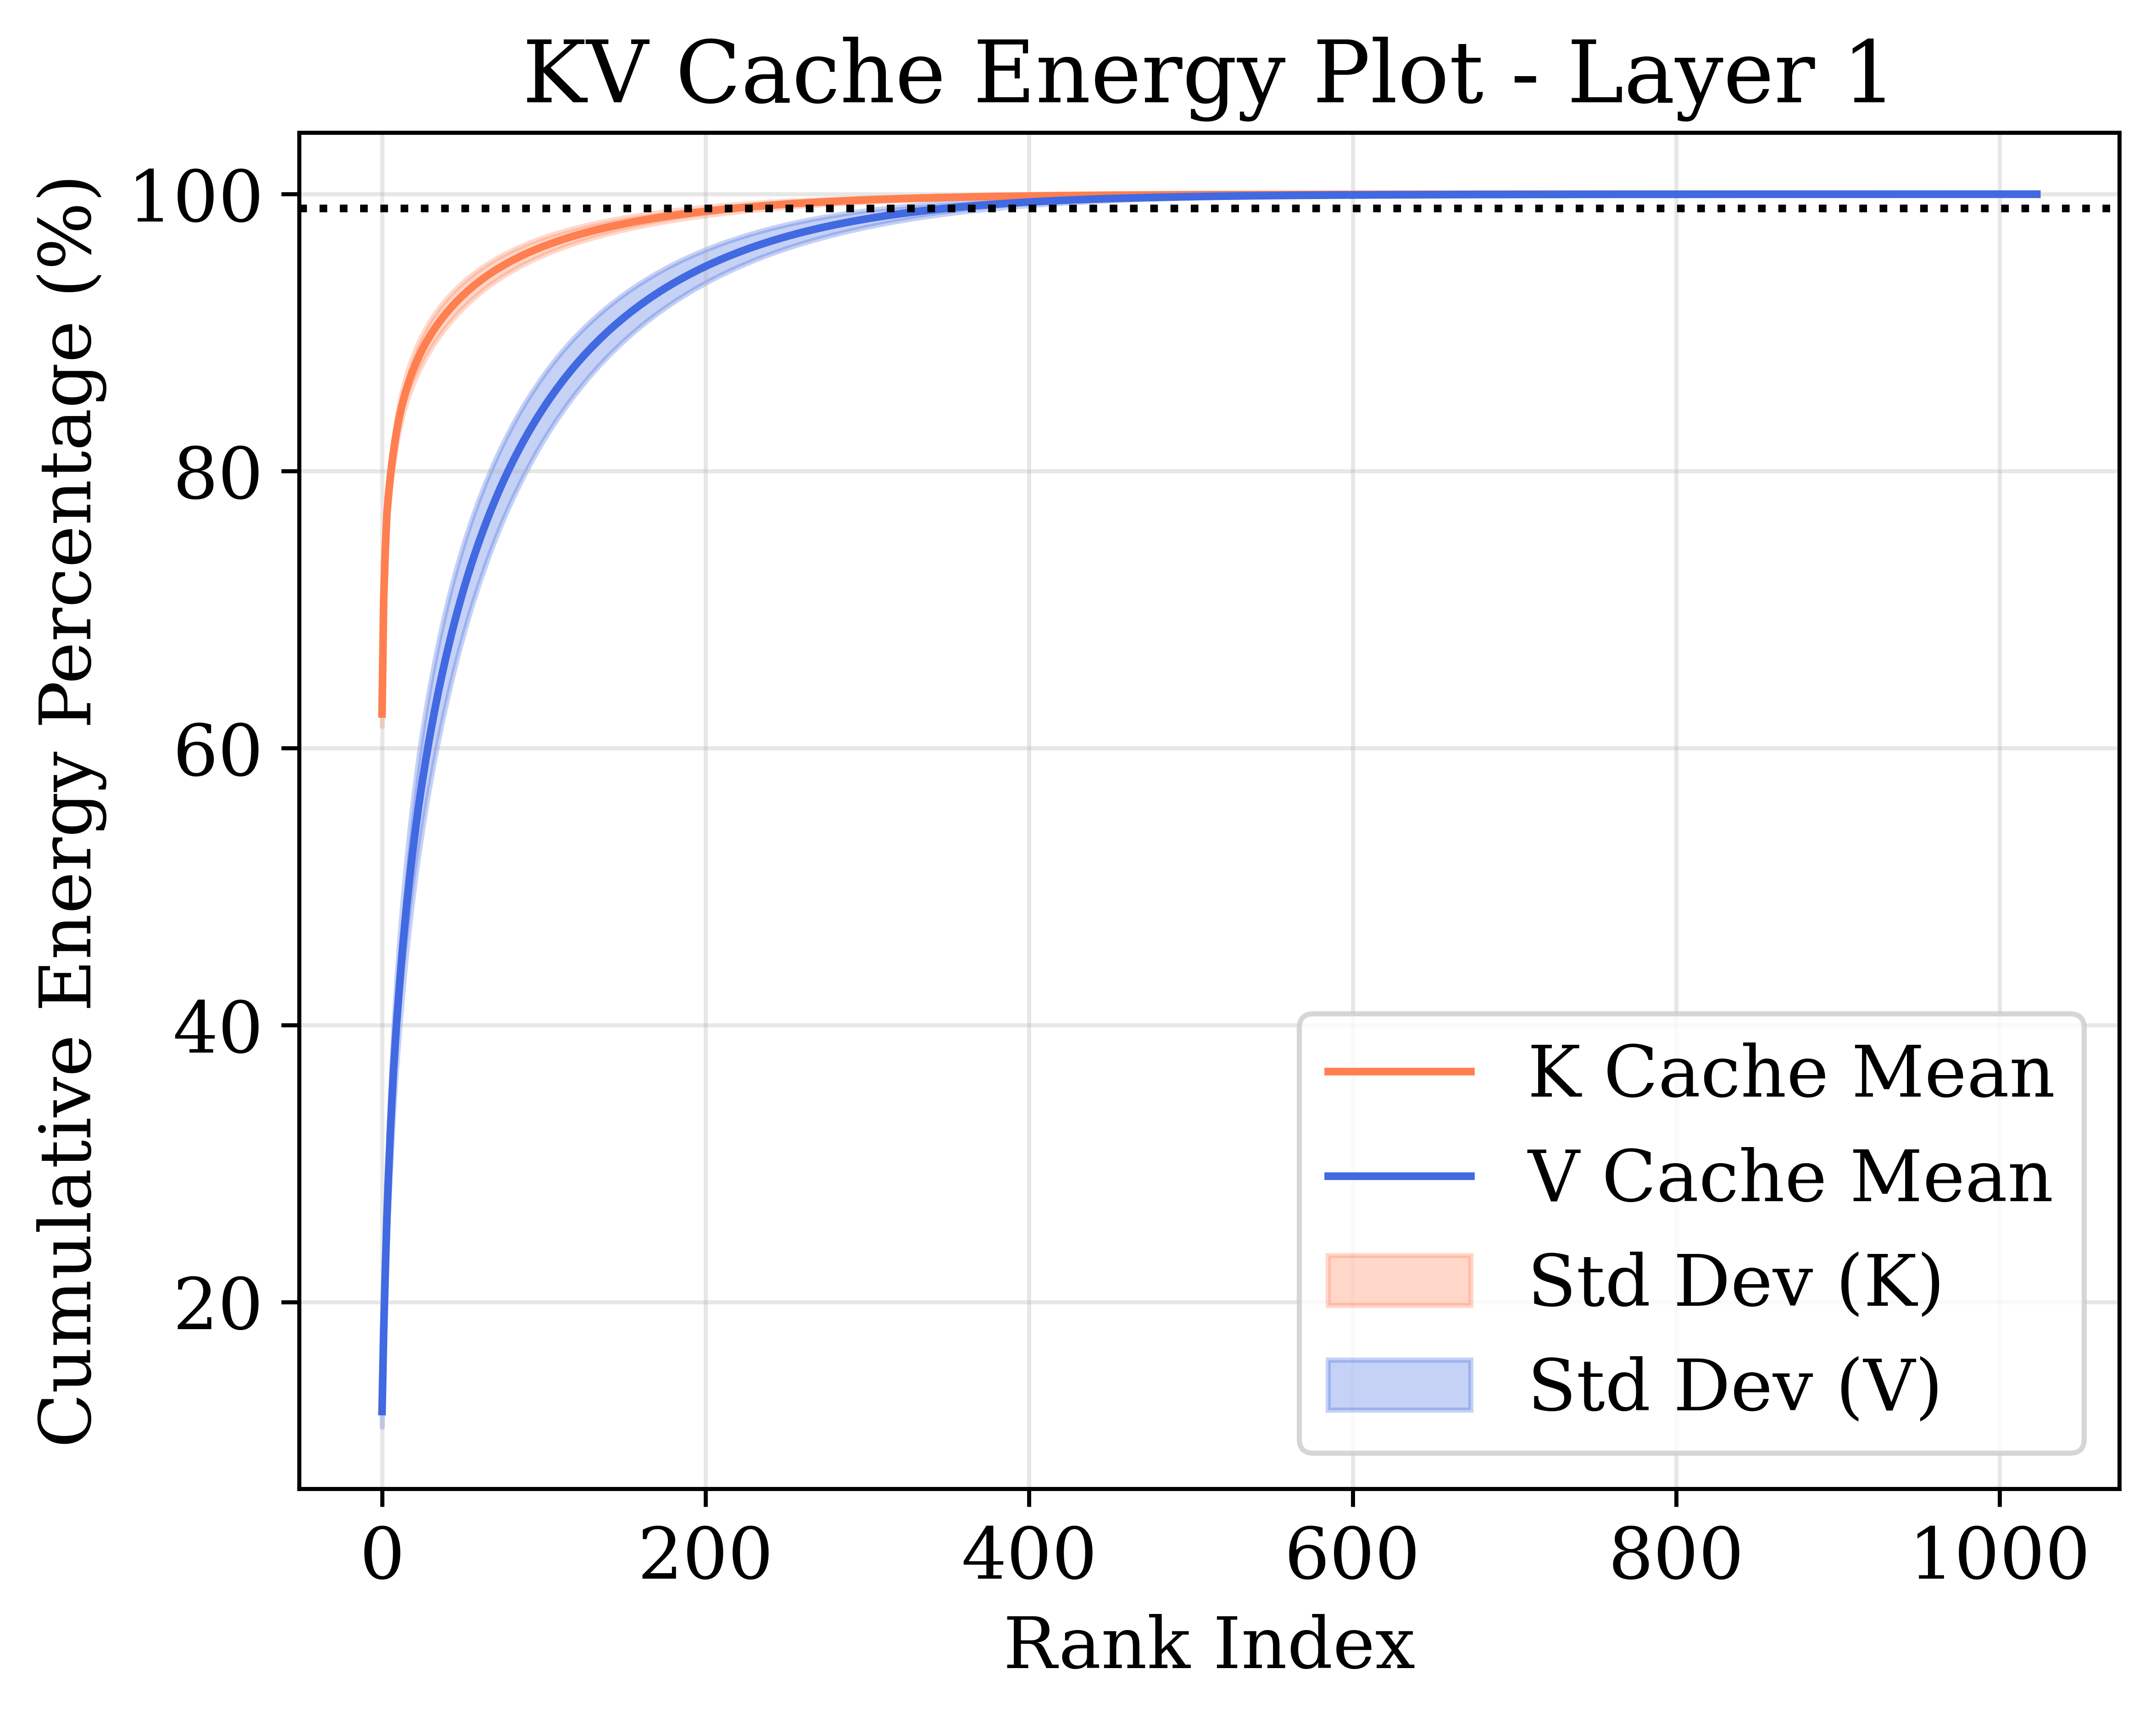 KV Cache Energy Plot - Layer 1
Cumulative Energy Percentage (%)
100
80
60
40
20
K Cache Mean
V Cache Mean
Std Dev (K)
Std Dev (V)
0 200 400 600 800 1000
Rank Index